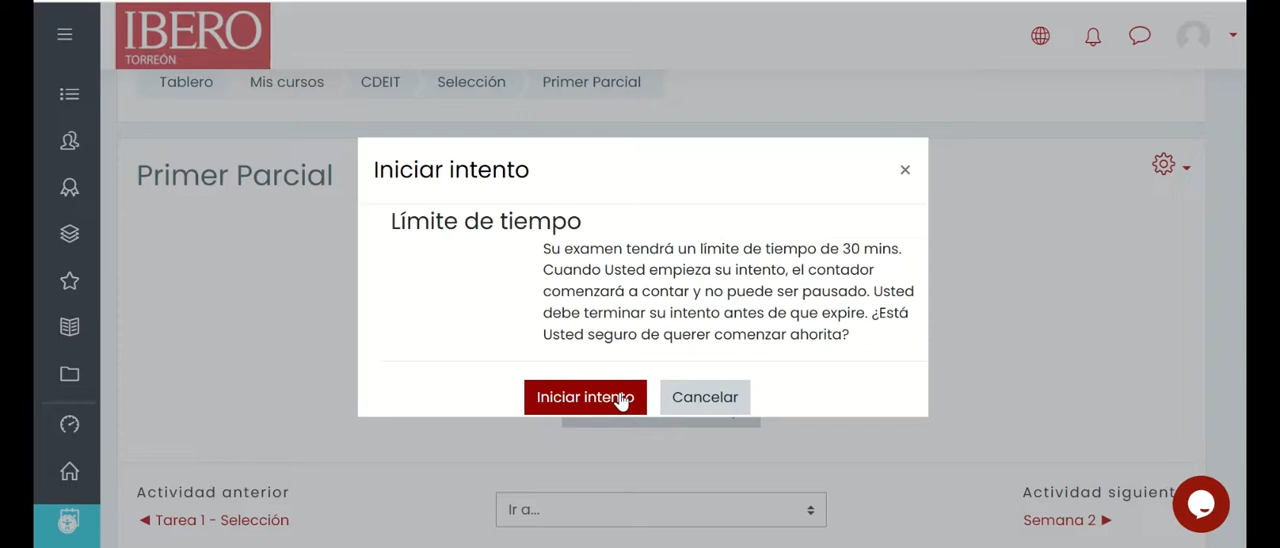 IBERO
TORREÓN
Tablero
Mis cursos
CDEIT
Selección
Primer Parcial
Primer Parcial
Iniciar intento
×
Límite de tiempo
Su examen tendrá un límite de tiempo de 30 mins.
Cuando Usted empieza su intento, el contador
comenzará a contar y no puede ser pausado. Usted
debe terminar su intento antes de que expire. ¿Está
Usted seguro de querer comenzar ahorita?
Iniciar intento
Cancelar
Actividad anterior
◄ Tarea 1 - Selección
Ir a...
Actividad siguient
Semana 2 ►